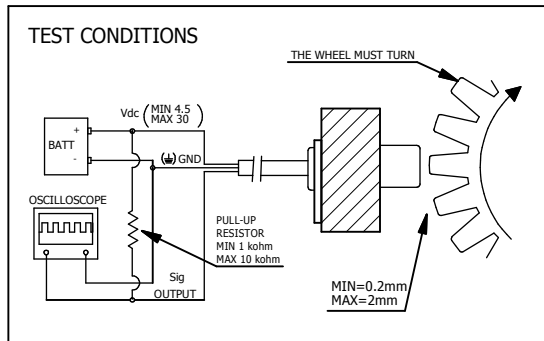 TEST CONDITIONS
THE WHEEL MUST TURN
Vdc (MIN 4.5
MAX 30)
+
BATT
-
(⏚) GND
OSCILLOSCOPE
PULL-UP
RESISTOR
MIN 1 kohm
MAX 10 kohm
Sig
OUTPUT
MIN=0.2mm
MAX=2mm